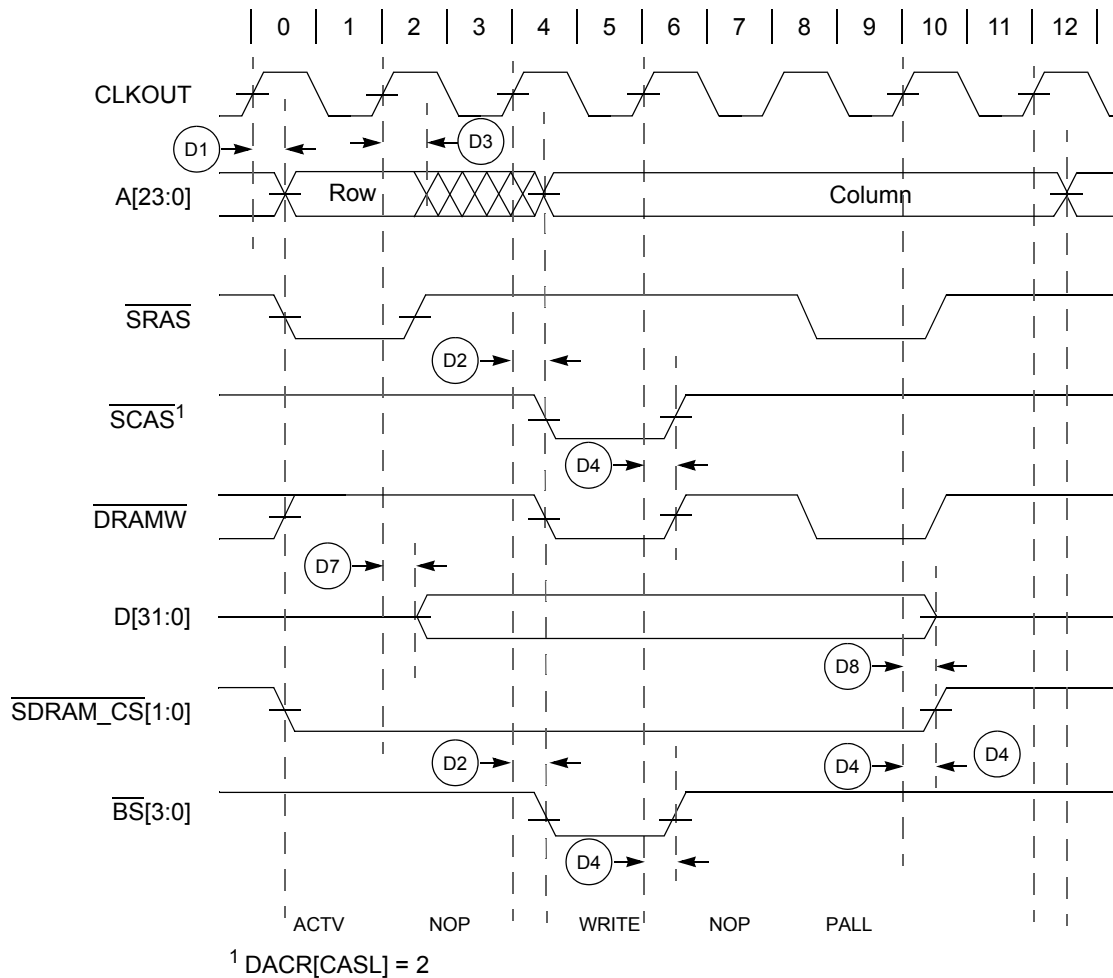 0 1 2 3 4 5 6 7 8 9 10 11 12
CLKOUT
D1
D3
A[23:0]
Row
Column
SRAS
D2
SCAS1
D4
DRAMW
D7
D[31:0]
D8
SDRAM_CS[1:0]
D2
D4
D4
BS[3:0]
D4
ACTV NOP WRITE NOP PALL
1 DACR[CASL] = 2